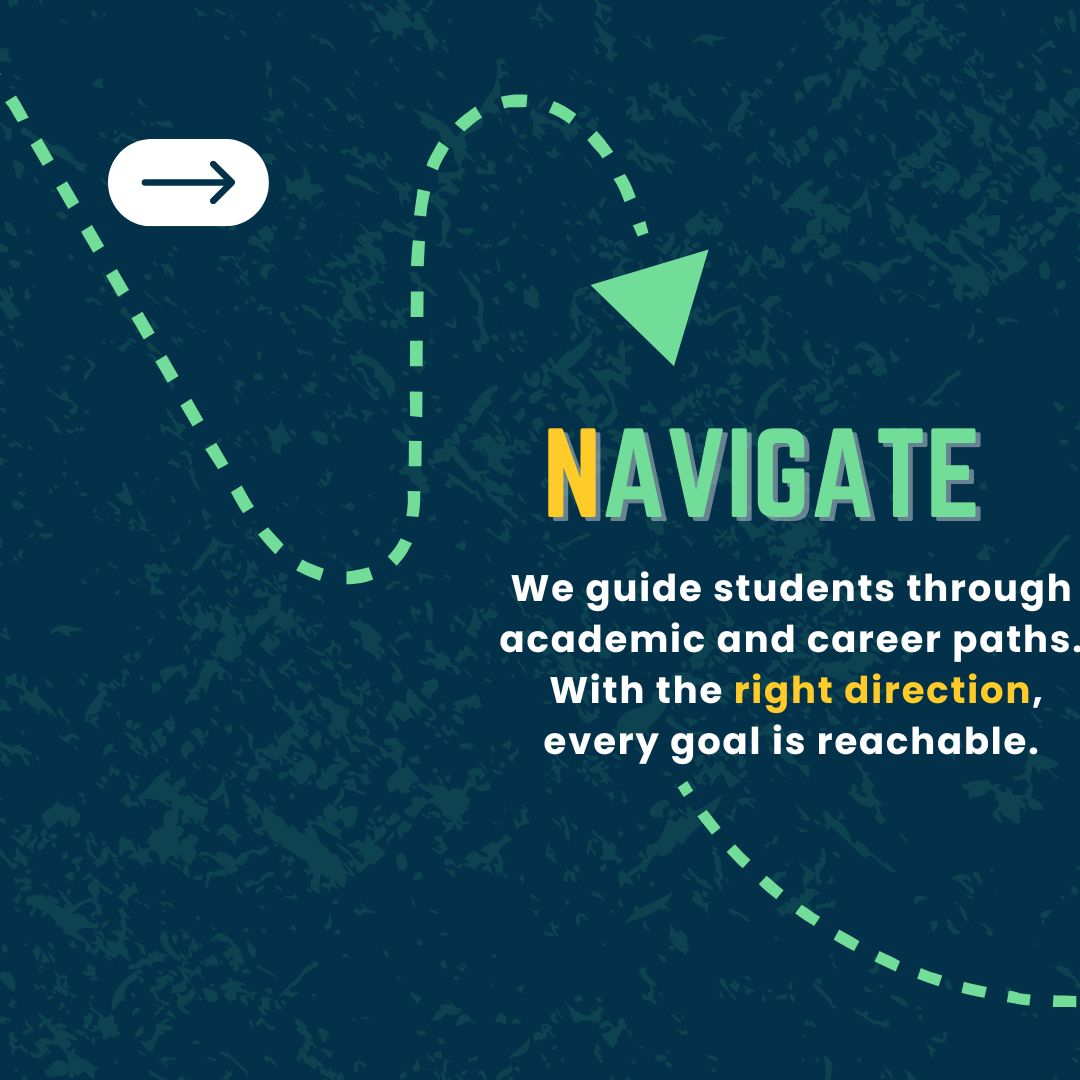 NAVIGATE
We guide students through
academic and career paths.
With the right direction,
every goal is reachable.